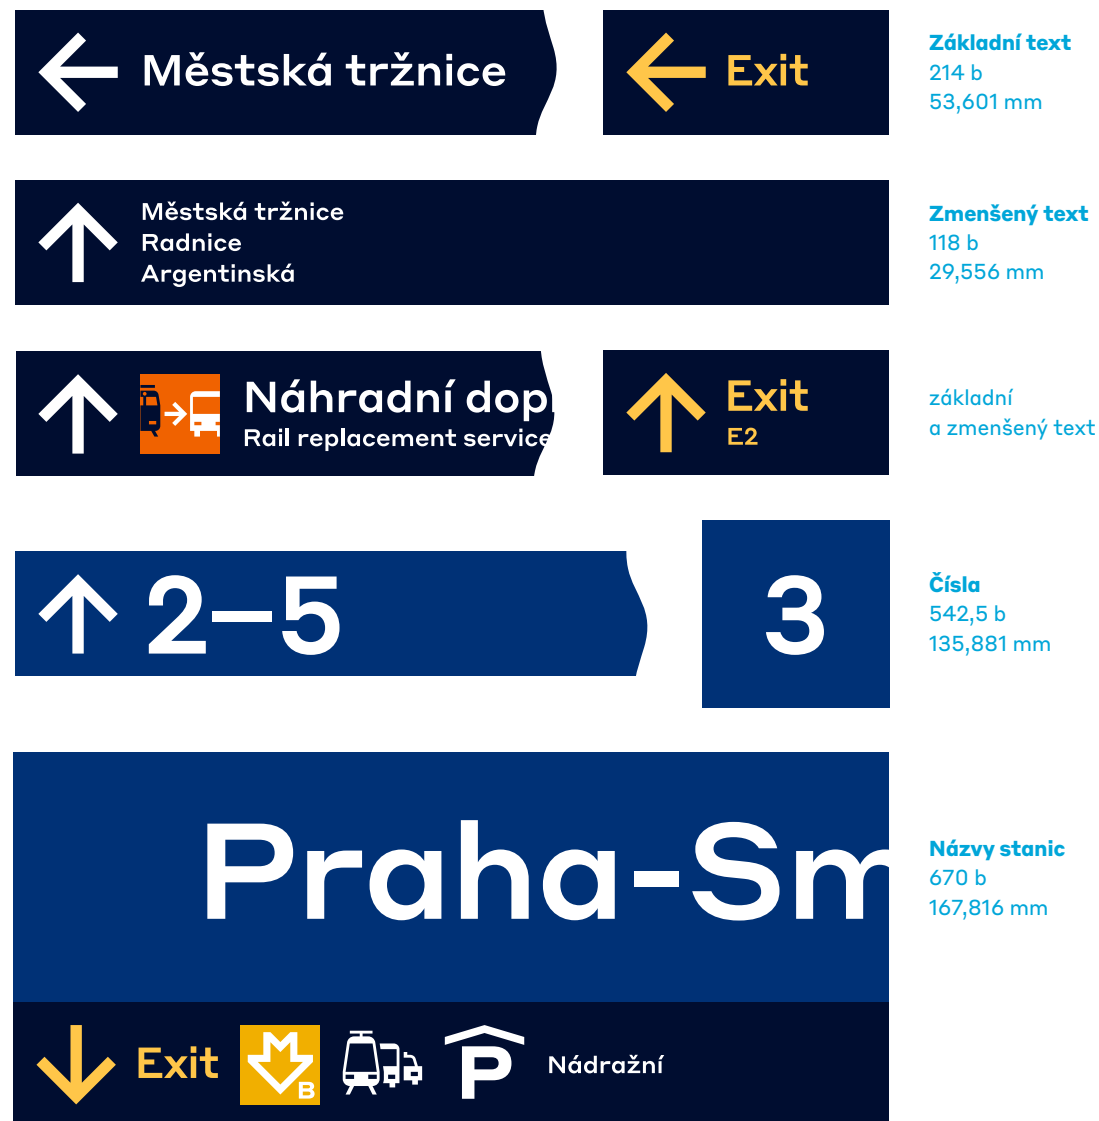 Městská tržnice
Exit
Základní text
214 b
53,601 mm
Městská tržnice
Radnice
Argentinská
Zmenšený text
118 b
29,556 mm
Náhradní dop
Rail replacement service
Exit
E2
základní
a zmenšený text
2–5
3
Čísla
542,5 b
135,881 mm
Praha-Sm
Názvy stanic
670 b
167,816 mm
Exit
B
P
Nádražní